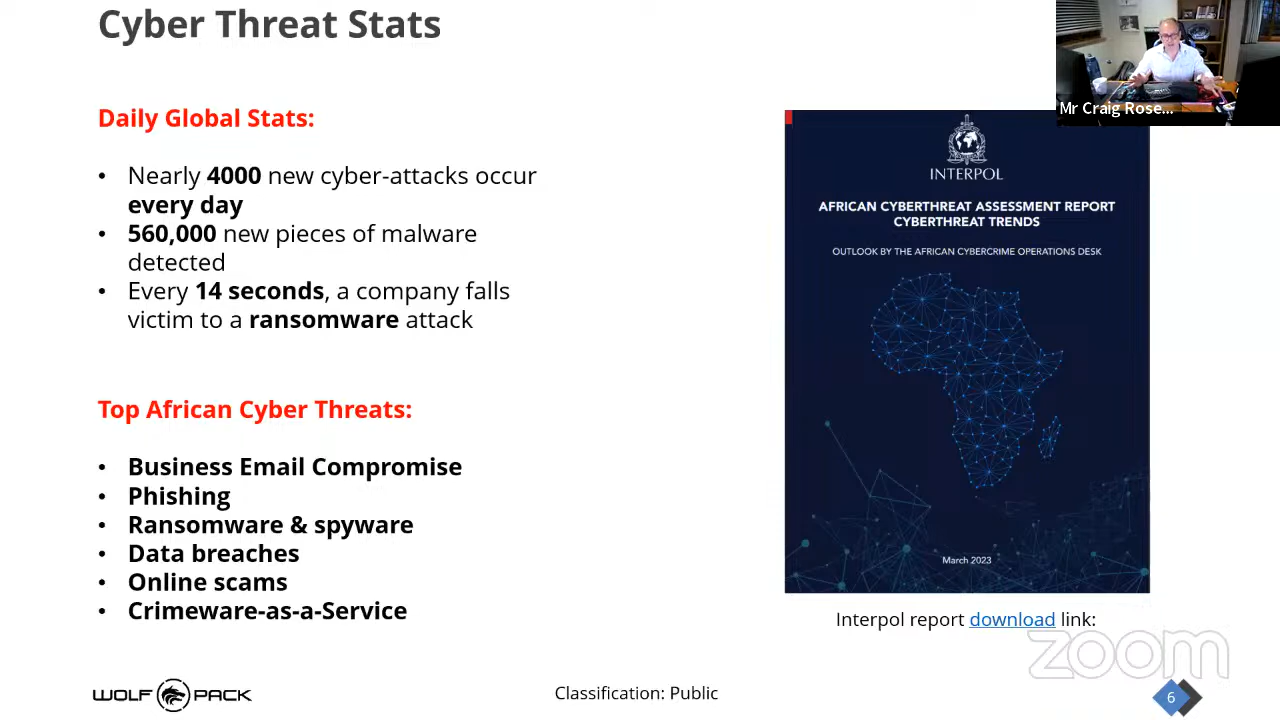 Cyber Threat Stats
Mr Craig Rose...
Daily Global Stats:
• Nearly 4000 new cyber-attacks occur
every day
• 560,000 new pieces of malware
detected
• Every 14 seconds, a company falls
victim to a ransomware attack
Top African Cyber Threats:
• Business Email Compromise
• Phishing
• Ransomware & spyware
• Data breaches
• Online scams
• Crimeware-as-a-Service
INTERPOL
AFRICAN CYBERTHREAT ASSESSMENT REPORT
CYBERTHREAT TRENDS
OUTLOOK BY THE AFRICAN CYBERCRIME OPERATIONS DESK
March 2023
Interpol report download link:
zoom
WOLF PACK
Classification: Public
6